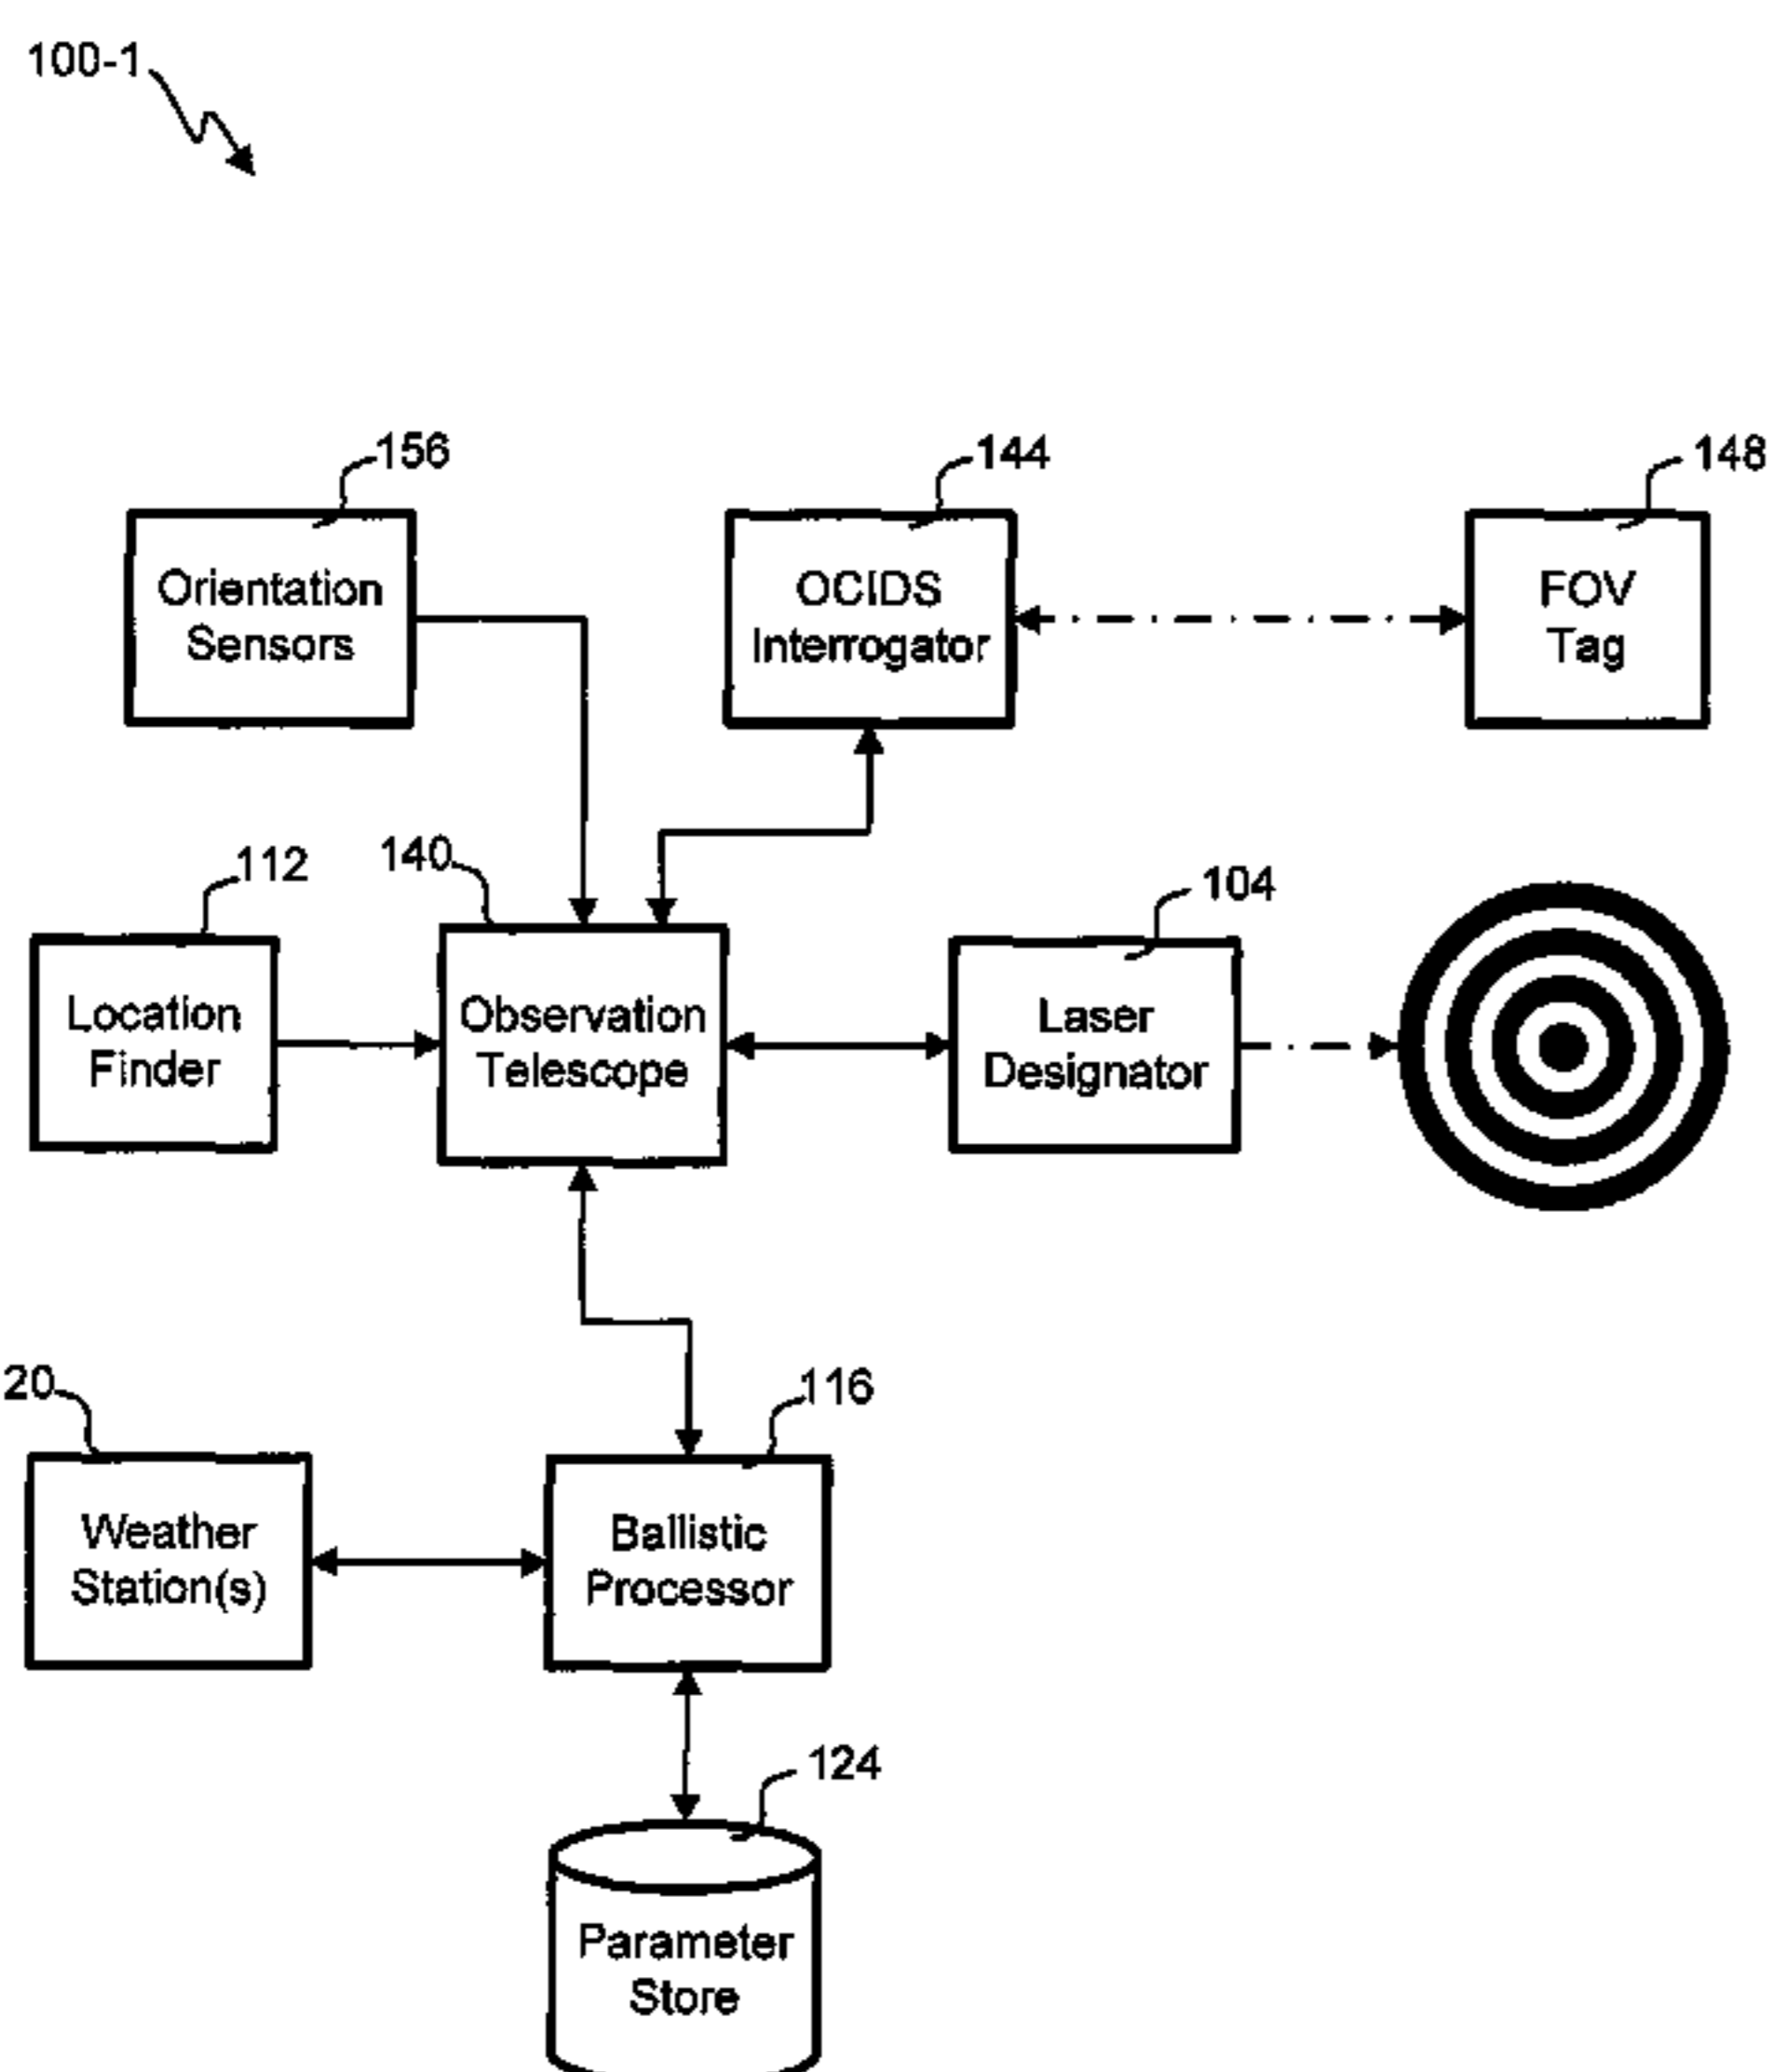 100-1
156
144
148
Orientation
Sensors
OCIDS
Interrogator
FOV
Tag
112
140
104
Location
Finder
Observation
Telescope
Laser
Designator
20
116
Weather
Station(s)
Ballistic
Processor
124
Parameter
Store